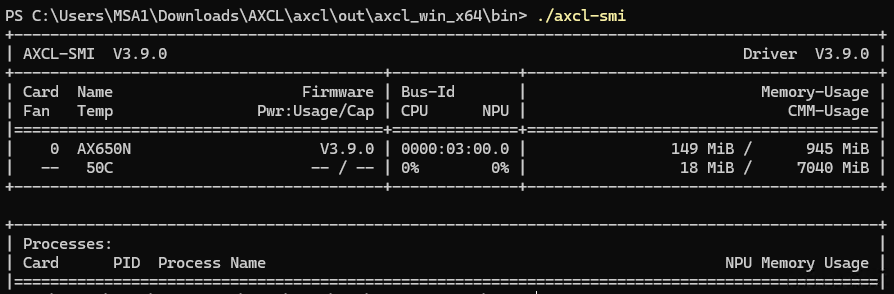 PS C:\Users\MSA1\Downloads\AXCL\axcl\out\axcl_win_x64\bin> ./axcl-smi
+------------------------------------------------------------------------------------------------+
| AXCL-SMI  V3.9.0                                                                Driver  V3.9.0 |
+-----------------------------------------+--------------+---------------------------------------+
| Card  Name                     Firmware | Bus-Id       |                          Memory-Usage |
| Fan   Temp                Pwr:Usage/Cap | CPU      NPU |                             CMM-Usage |
|=========================================+==============+=======================================|
|    0  AX650N                     V3.9.0 | 0000:03:00.0 |                149 MiB /      945 MiB |
|   --   50C                      -- / -- | 0%        0% |                 18 MiB /     7040 MiB |
+-----------------------------------------+--------------+---------------------------------------+
+------------------------------------------------------------------------------------------------+
| Processes:                                                                                     |
| Card      PID  Process Name                                                   NPU Memory Usage |
|================================================================================================|